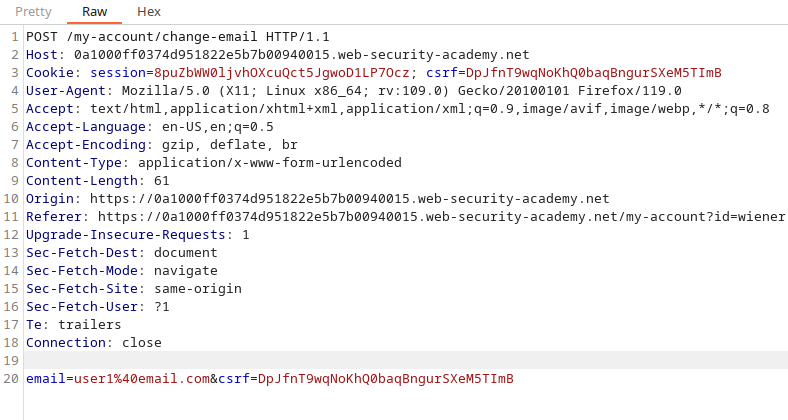 Pretty Raw Hex
1 POST /my-account/change-email HTTP/1.1
2 Host: 0a1000ff0374d951822e5b7b00940015.web-security-academy.net
3 Cookie: session=8puZbWW0ljvhOXcuQct5JgwoD1LP7Ocz; csrf=DpJfnT9wqNoKhQ0baqBngurSXeM5TImB
4 User-Agent: Mozilla/5.0 (X11; Linux x86_64; rv:109.0) Gecko/20100101 Firefox/119.0
5 Accept: text/html,application/xhtml+xml,application/xml;q=0.9,image/avif,image/webp,*/*;q=0.8
6 Accept-Language: en-US,en;q=0.5
7 Accept-Encoding: gzip, deflate, br
8 Content-Type: application/x-www-form-urlencoded
9 Content-Length: 61
10 Origin: https://0a1000ff0374d951822e5b7b00940015.web-security-academy.net
11 Referer: https://0a1000ff0374d951822e5b7b00940015.web-security-academy.net/my-account?id=wiener
12 Upgrade-Insecure-Requests: 1
13 Sec-Fetch-Dest: document
14 Sec-Fetch-Mode: navigate
15 Sec-Fetch-Site: same-origin
16 Sec-Fetch-User: ?1
17 Te: trailers
18 Connection: close
19
20 email=user1%40email.com&csrf=DpJfnT9wqNoKhQ0baqBngurSXeM5TImB